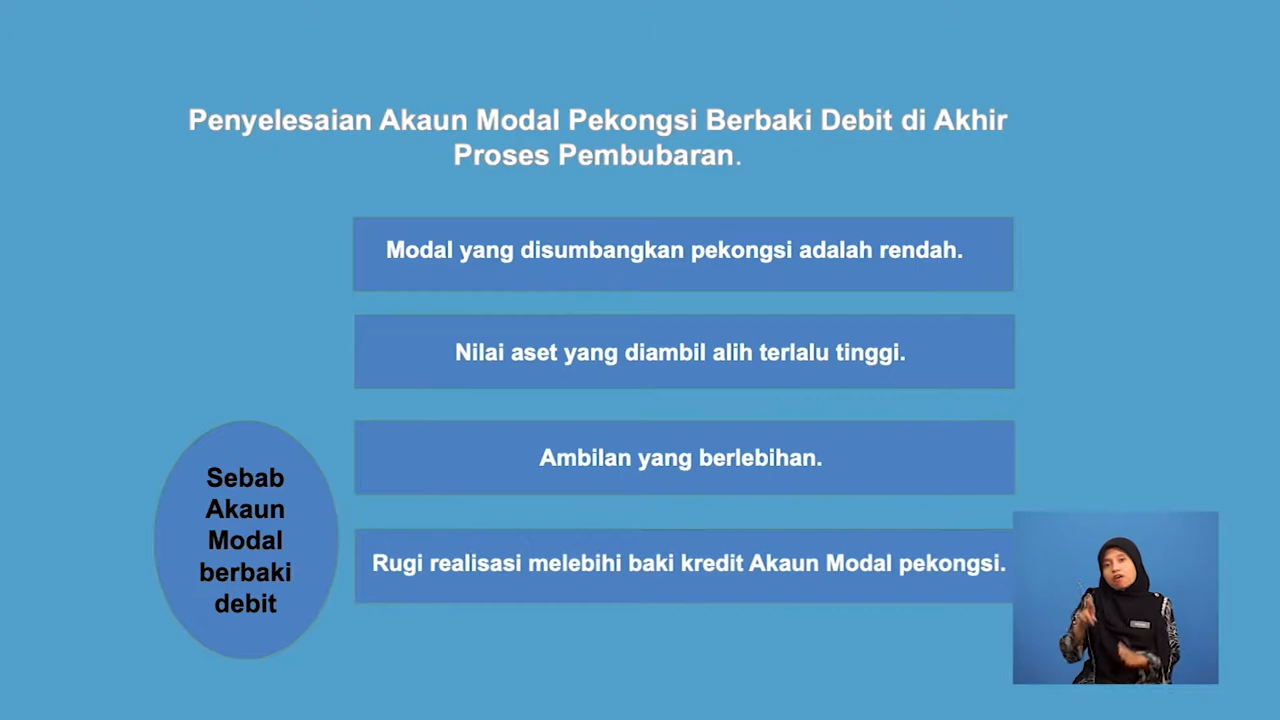 Penyelesaian Akaun Modal Pekongsi Berbaki Debit di Akhir
Proses Pembubaran.
Modal yang disumbangkan pekongsi adalah rendah.
Nilai aset yang diambil alih terlalu tinggi.
Ambilan yang berlebihan.
Rugi realisasi melebihi baki kredit Akaun Modal pekongsi.
Sebab
Akaun
Modal
berbaki
debit